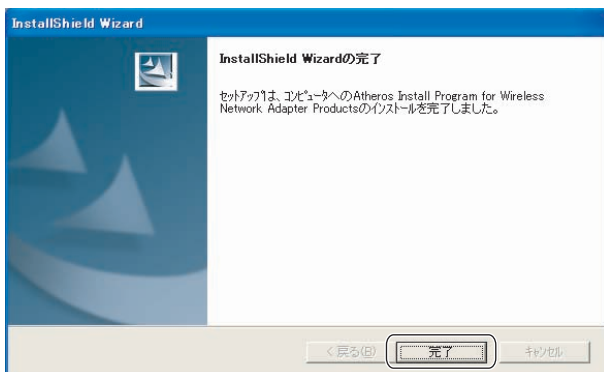 InstallShield Wizard
InstallShield Wizardの完了
ｾｯﾄｱｯﾌﾟは、ｺﾝﾋﾟｭｰﾀへのAtheros Install Program for Wireless
Network Adapter Productsのｲﾝｽﾄｰﾙを完了しました。
< 戻る(B)
完了
ｷｬﾝｾﾙ